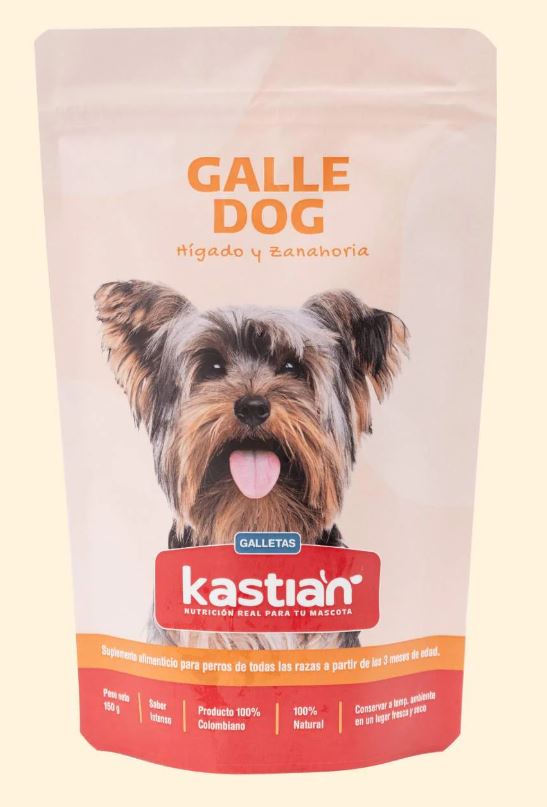 GALLE
DOG
Hígado y Zanahoria
GALLETAS
kastian
NUTRICIÓN REAL PARA TU MASCOTA
Suplemento alimenticio para perros de todas las razas a partir de los 3 meses de edad.
Peso neto
150 g
Sabor
Intenso
Producto 100%
Colombiano
100%
Natural
Conservar a temp. ambiente
en un lugar fresco y seco